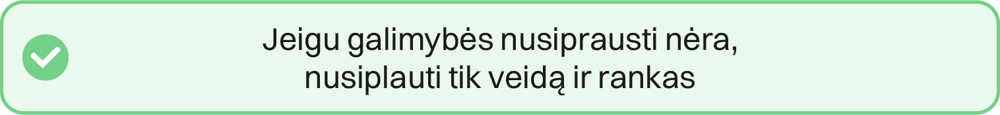 Jeigu galimybės nusiprausti nėra,
nusiplauti tik veidą ir rankas